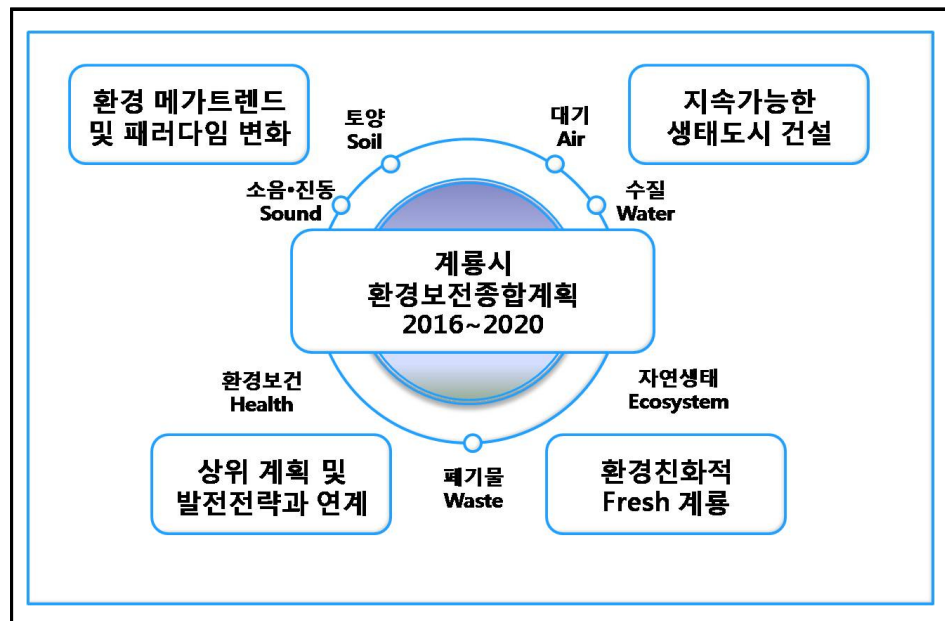 환경 메가트렌드
및 패러다임 변화
지속가능한
생태도시 건설
토양
Soil
대기
Air
소음•진동
Sound
수질
Water
계룡시
환경보전종합계획
2016~2020
환경보건
Health
자연생태
Ecosystem
상위 계획 및
발전전략과 연계
폐기물
Waste
환경친화적
Fresh 계룡